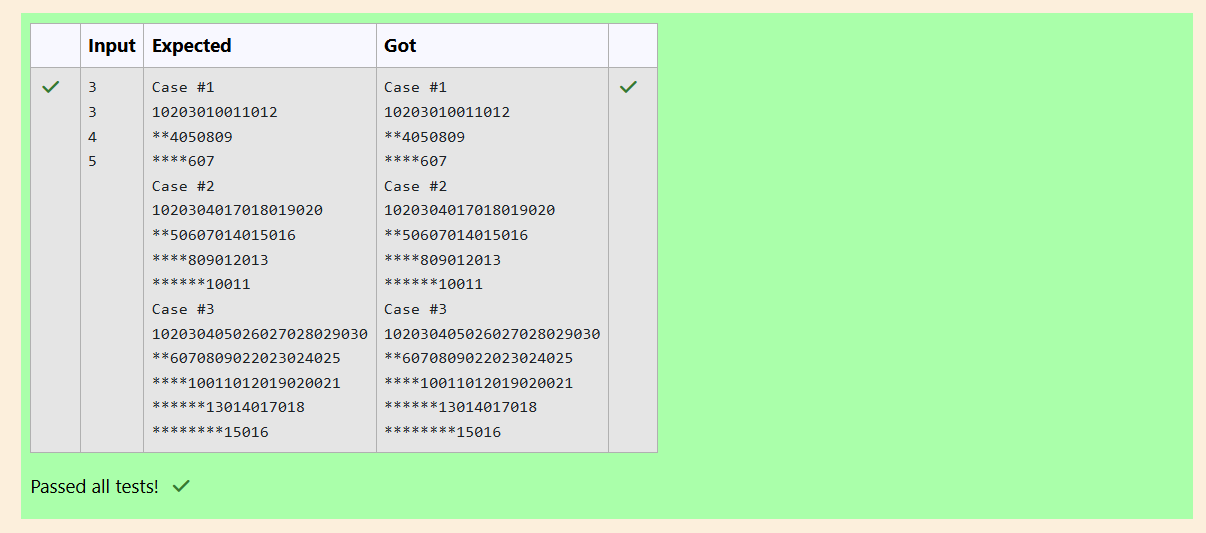 Input Expected Got
3 Case #1 Case #1
3 10203010011012 10203010011012
4 **4050809 **4050809
5 ****607 ****607
Case #2 Case #2
1020304017018019020 1020304017018019020
**50607014015016 **50607014015016
****809012013 ****809012013
******10011 ******10011
Case #3 Case #3
102030405026027028029030 102030405026027028029030
**6070809022023024025 **6070809022023024025
****10011012019020021 ****10011012019020021
******13014017018 ******13014017018
********15016 ********15016
Passed all tests!